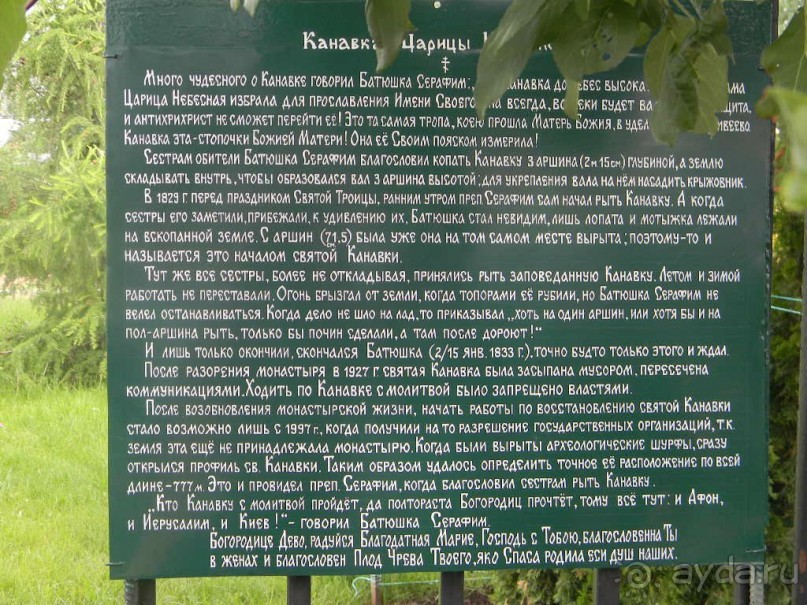 Канавка Царицы
Много чудесного о Канавке говорил Батюшка Серафим; Канавка до небес высока.
Царица Небесная избрала для прославления Имени Своего на всегда, во веки будет
и антихрихрист не сможет перейти её! Это та самая тропа, коею прошла Матерь Божия, в удел
Канавка эта-стопочки Божией Матери! Она её Своим пояском измерила!
Сестрам обители Батюшка Серафим благословил копать Канавку 3 аршина (2м 15см) глубиной, а землю
складывать внутрь, чтобы образовался вал 3 аршина высотой; для укрепления вала на нём насадить крыжовник.
В 1829 г перед праздником Святой Троицы, ранним утром преп. Серафим сам начал рыть Канавку. А когда
сестры его заметили, прибежали, к удивлению их, Батюшка стал невидим, лишь лопата и мотыжка лежали
на вскопанной земле. С аршин (71,5) была уже она на том самом месте вырыта; поэтому-то и
называется это началом святой Канавки.
Тут же все сестры, более не откладывая, принялись рыть заповеданную Канавку. Летом и зимой
работать не переставали. Огонь брызгал от земли, когда топорами её рубили, но Батюшка Серафим не
велел останавливаться. Когда дело не шло на лад, то приказывал „хоть на один аршин, или хотя бы и на
пол-аршина рыть, только бы почин сделали, а там после дороют!"
И лишь только окончили, скончался Батюшка (2/15 янв. 1833 г.), точно будто только этого и ждал.
После разорения монастыря в 1927 г святая Канавка была засыпана мусором, пересечена
коммуникациями. Ходить по Канавке с молитвой было запрещено властями.
После возобновления монастырской жизни, начать работы по восстановлению святой Канавки
стало возможно лишь с 1997 г., когда получили на то разрешение государственных организаций, т.к.
земля эта ещё не принадлежала монастырю. Когда были вырыты археологические шурфы, сразу
открылся профиль св. Канавки. Таким образом удалось определить точное её расположение по всей
длине-777м. Это и провидел преп. Серафим, когда благословил сестрам рыть Канавку.
„Кто Канавку с молитвой пройдёт, да полтораста Богородиц прочтёт, тому всё тут: и Афон,
и Иерусалим, и Киев!"- говорил Батюшка Серафим.
Богородице Дево, радуйся Благодатная Марие, Господь с Тобою, благословенна Ты
в женах и благословен Плод Чрева Твоего, яко Спаса родила еси душ наших.
ayda.ru